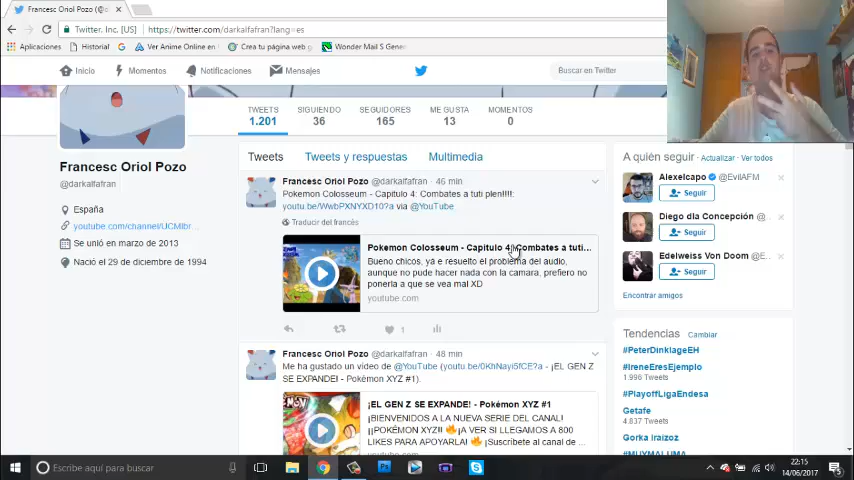 Francesc Oriol Pozo (@d
Twitter, Inc. [US]
https://twitter.com/darkalfafran?lang=es
Aplicaciones
Historial
Ver Anime Online en
Crea tu página web g
Wonder Mail S Gener
Inicio
Momentos
Notificaciones
Mensajes
Buscar en Twitter
TWEETS
1.201
SIGUIENDO
36
SEGUIDORES
165
ME GUSTA
13
MOMENTOS
0
Francesc Oriol Pozo
@darkalfafran
España
youtube.com/channel/UCMlbr...
Se unió en marzo de 2013
Nació el 29 de diciembre de 1994
Tweets
Tweets y respuestas
Multimedia
Francesc Oriol Pozo @darkalfafran · 46 min
Pokemon Colosseum - Capitulo 4: Combates a tuti plen!!!!:
youtu.be/WwbPXNYXD10?a via @YouTube
Traducir del francés
Pokemon Colosseum - Capitulo 4: Combates a tuti...
Bueno chicos, ya e resuelto el problema del audio,
aunque no pude hacer nada con la camara, prefiero no
ponerla a que se vea mal XD
youtube.com
1
Francesc Oriol Pozo @darkalfafran · 48 min
Me ha gustado un vídeo de @YouTube (youtu.be/0KhNayi5fCE?a - ¡EL GEN Z
SE EXPANDE! - Pokémon XYZ #1).
¡EL GEN Z SE EXPANDE! - Pokémon XYZ #1
¡BIENVENIDOS A LA NUEVA SERIE DEL CANAL!
¡¡POKÉMON XYZ!! ¡A VER SI LLEGAMOS A 800
LIKES PARA APOYARLA! ¡Suscríbete al canal de ...
A quién seguir · Actualizar · Ver todos
Alexelcapo @EvilAFM
Seguir
Diego dla Concepción @...
Seguir
Edelweiss Von Doom @E...
Seguir
Encontrar amigos
Tendencias · Cambiar
#PeterDinklageEH
#IreneEresEjemplo
1.996 Tweets
#PlayoffLigaEndesa
Getafe
4.837 Tweets
Gorka Iraizoz
Escribe aquí para buscar
22:15
14/06/2017